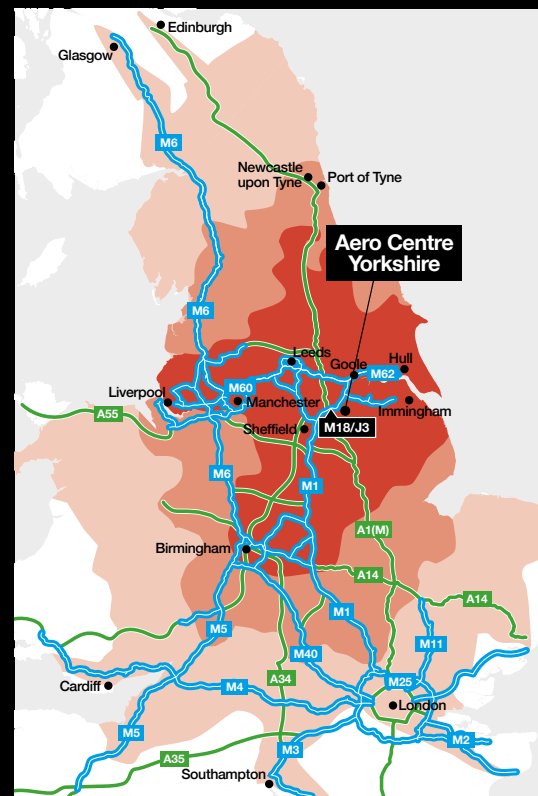 Edinburgh
Glasgow
M6
Newcastle
upon Tyne
Port of Tyne
Aero Centre
Yorkshire
M6
Leeds
Goole
Hull
M62
M60
Liverpool
Manchester
Immingham
A55
M18/J3
Sheffield
M6
M1
A1(M)
Birmingham
A14
A14
M5
M1
M11
M40
A34
M25
Cardiff
M4
London
M5
M3
M2
A35
Southampton